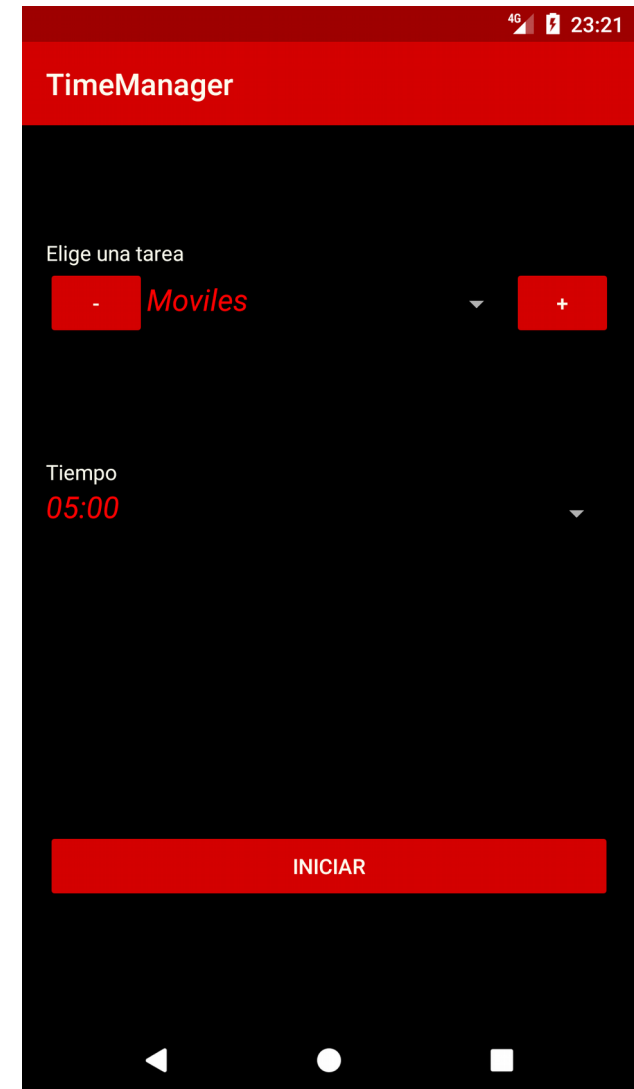 4G 23:21
TimeManager
Elige una tarea
- Moviles +
Tiempo
05:00
INICIAR